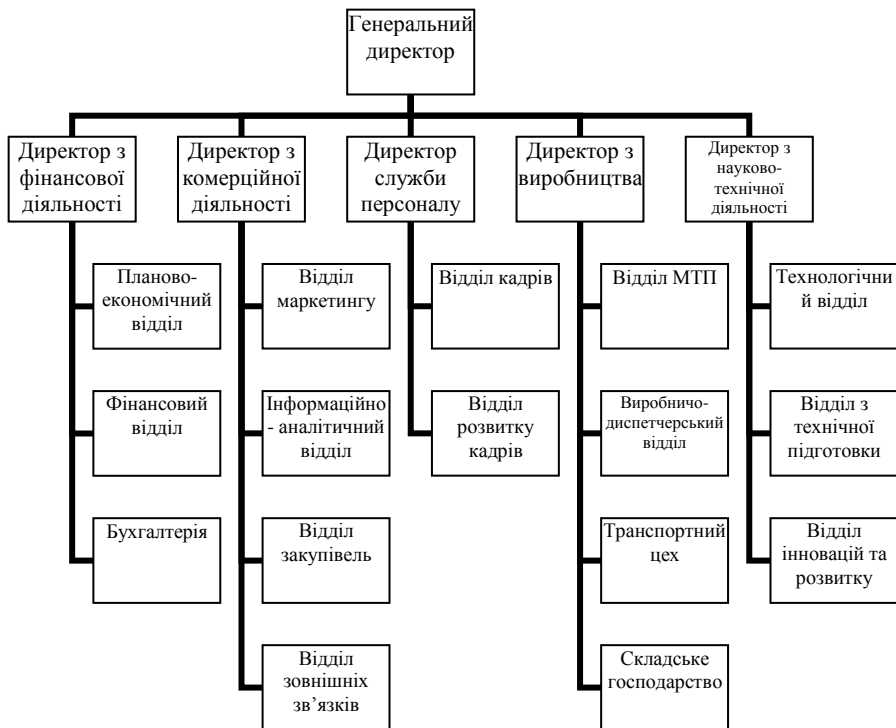 Генеральний
директор
Директор з
фінансової
діяльності
Директор з
комерційної
діяльності
Директор
служби
персоналу
Директор з
виробництва
Директор з
науково-
технічної
діяльності
Планово-
економічний
відділ
Відділ
маркетингу
Відділ кадрів
Відділ МТП
Технологічни
й відділ
Фінансовий
відділ
Інформаційно
- аналітичний
відділ
Відділ
розвитку
кадрів
Виробничо-
диспетчерський
відділ
Відділ з
технічної
підготовки
Бухгалтерія
Відділ
закупівель
Транспортний
цех
Відділ
інновацій та
розвитку
Відділ
зовнішніх
зв’язків
Складське
господарство